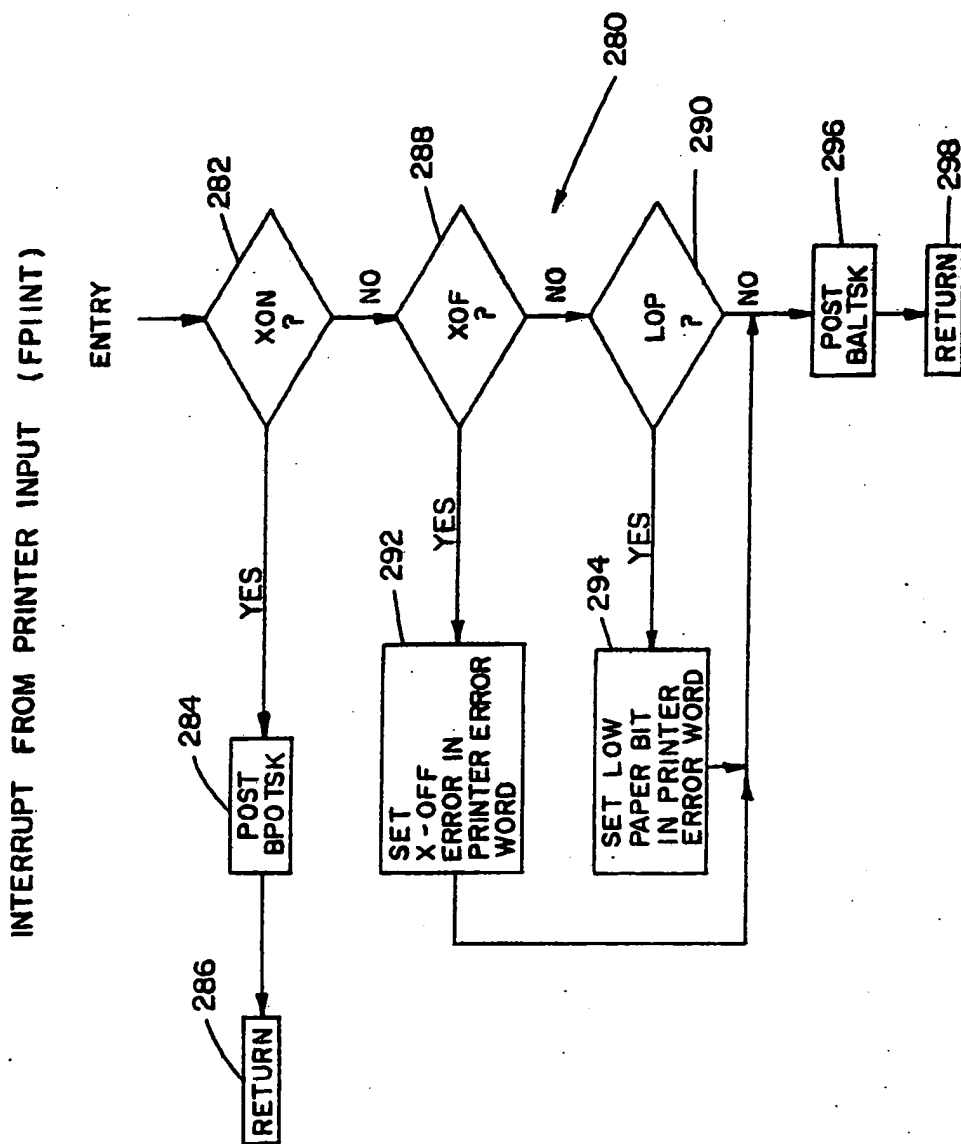 INTERRUPT FROM PRINTER INPUT (FPIINT)
ENTRY
282
XON
?
YES
284
POST
BPOTSK
286
RETURN
NO
288
XOF
?
YES
292
SET
X-OFF
ERROR IN
PRINTER ERROR
WORD
280
NO
290
LOP
?
YES
294
SET LOW
PAPER BIT
IN PRINTER
ERROR WORD
NO
296
POST
BALTSK
298
RETURN